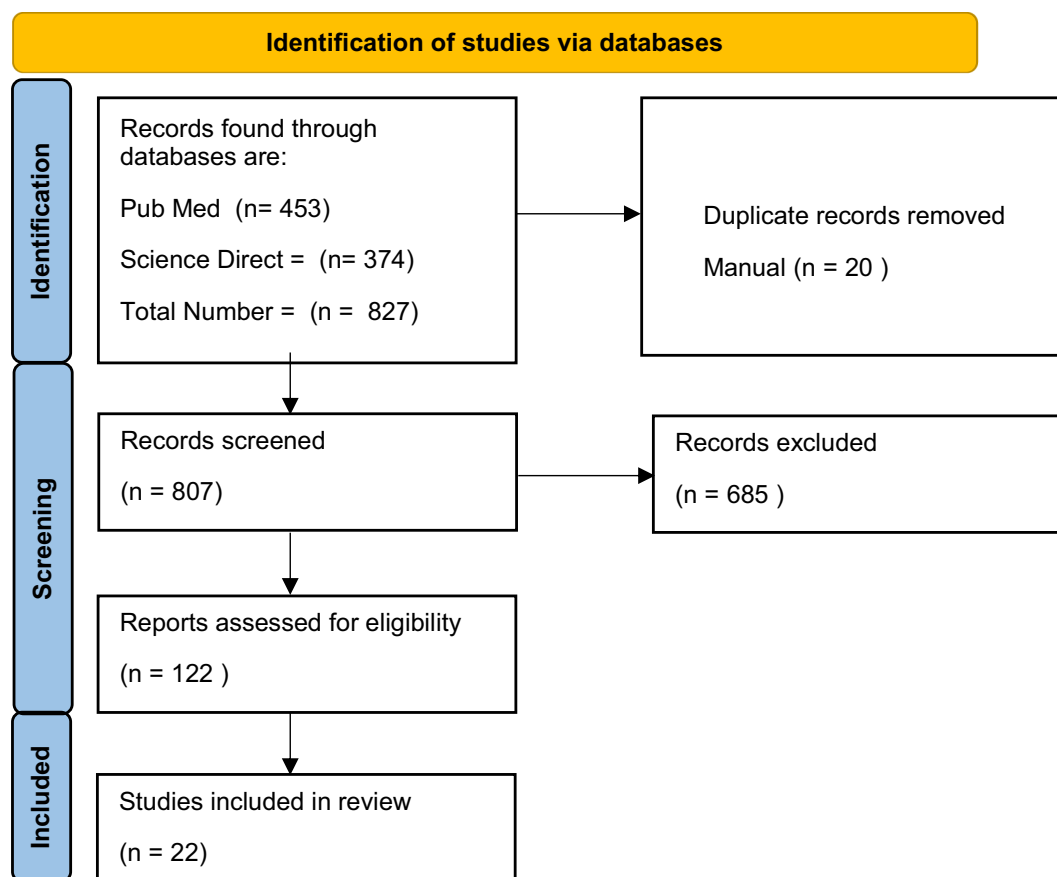 Identification of studies via databases
Identification
Records found through
databases are:
Pub Med  (n= 453)
Science Direct =  (n= 374)
Total Number =  (n =  827)
Duplicate records removed
Manual (n = 20 )
Screening
Records screened
(n = 807)
Records excluded
(n = 685 )
Reports assessed for eligibility
(n = 122 )
Included
Studies included in review
(n = 22)